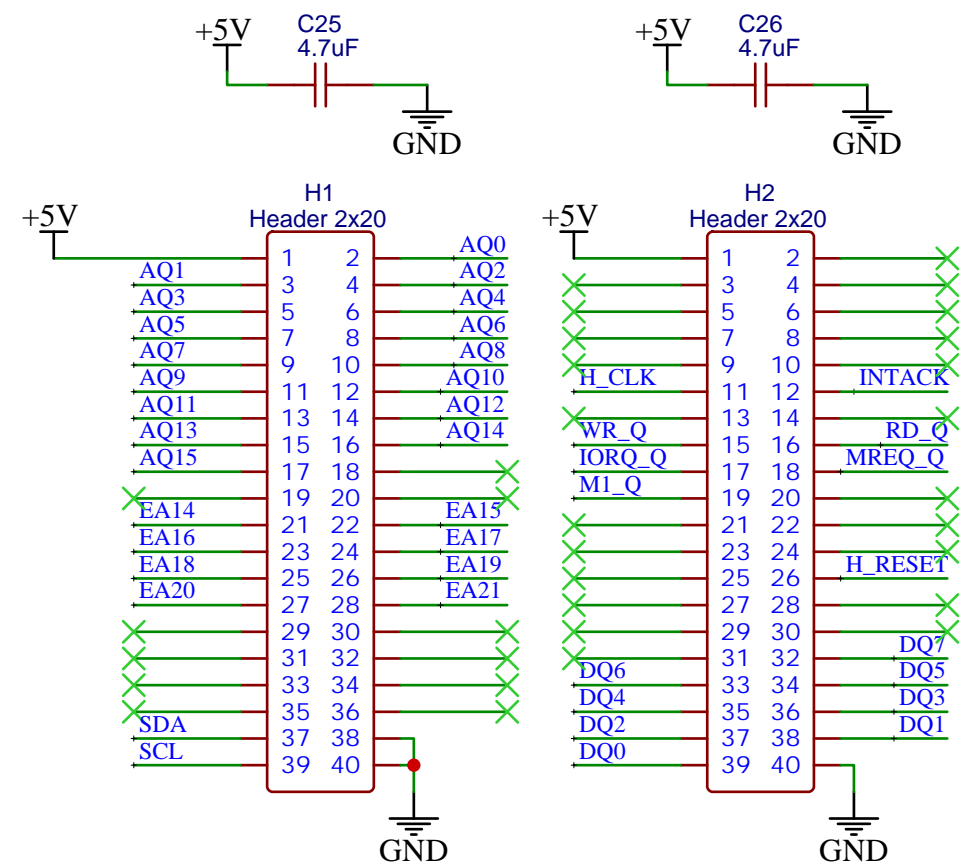 +5V C25 4.7uF GND
+5V C26 4.7uF GND
H1
Header 2x20
+5V
1 2 AQ0
AQ1 3 4 AQ2
AQ3 5 6 AQ4
AQ5 7 8 AQ6
AQ7 9 10 AQ8
AQ9 11 12 AQ10
AQ11 13 14 AQ12
AQ13 15 16 AQ14
AQ15 17 18
19 20
EA14 21 22 EA15
EA16 23 24 EA17
EA18 25 26 EA19
EA20 27 28 EA21
29 30
31 32
33 34
35 36
SDA 37 38
SCL 39 40
GND
H2
Header 2x20
+5V
1 2
3 4
5 6
7 8
9 10
H_CLK 11 12 INTACK
13 14
WR_Q 15 16 RD_Q
IORQ_Q 17 18 MREQ_Q
M1_Q 19 20
21 22
23 24
25 26 H_RESET
27 28
29 30
31 32 DQ7
DQ6 33 34 DQ5
DQ4 35 36 DQ3
DQ2 37 38 DQ1
DQ0 39 40
GND